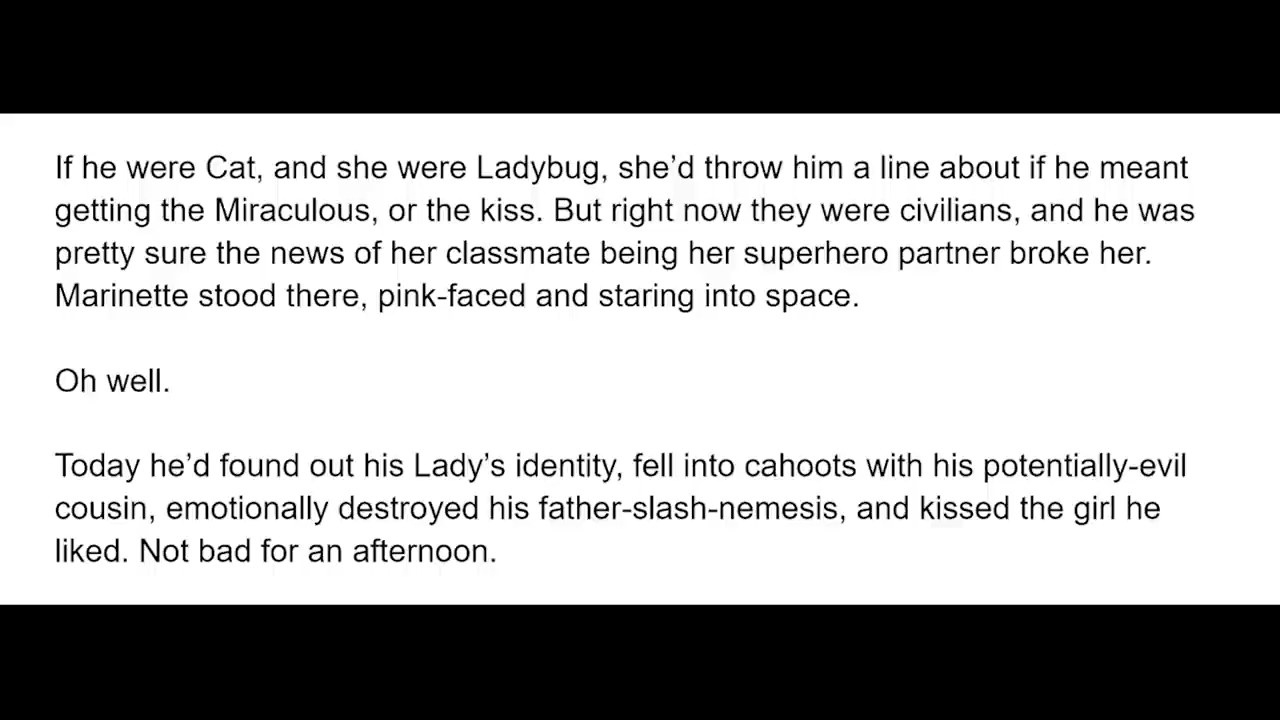 If he were Cat, and she were Ladybug, she’d throw him a line about if he meant
getting the Miraculous, or the kiss. But right now they were civilians, and he was
pretty sure the news of her classmate being her superhero partner broke her.
Marinette stood there, pink-faced and staring into space.
Oh well.
Today he’d found out his Lady’s identity, fell into cahoots with his potentially-evil
cousin, emotionally destroyed his father-slash-nemesis, and kissed the girl he
liked. Not bad for an afternoon.